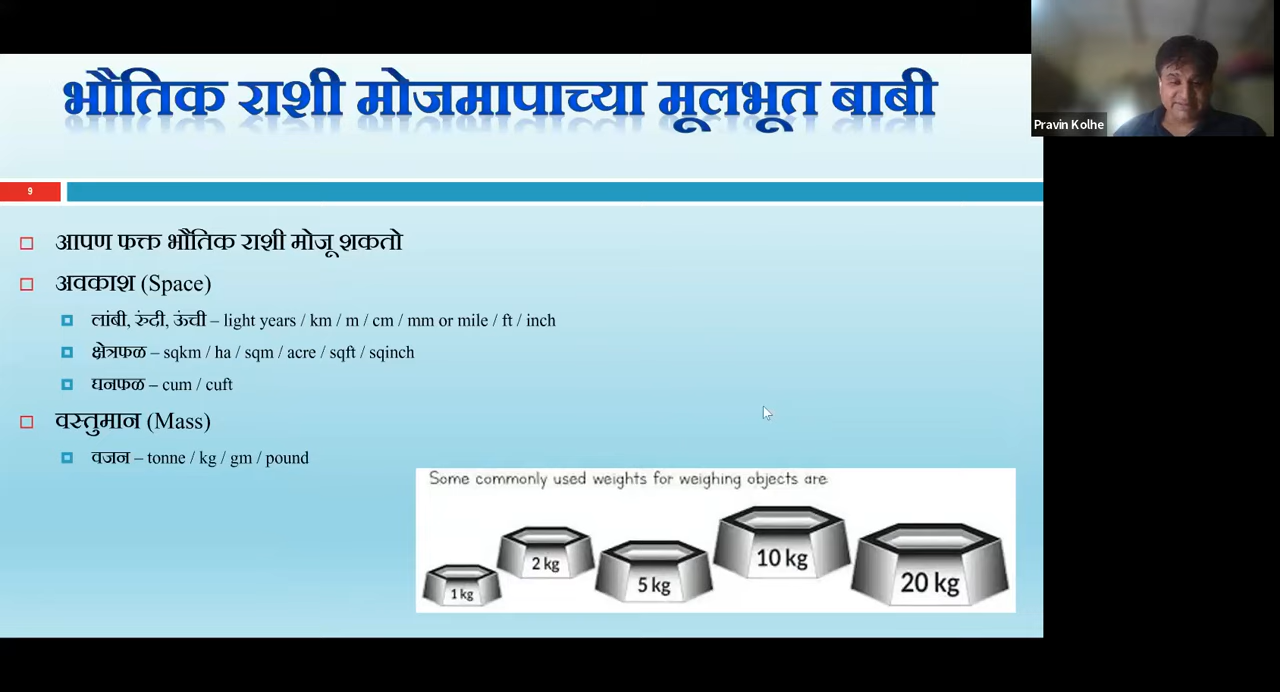 भौतिक राशी मोजमापाच्या मूलभूत बाबी
Pravin Kolhe
9
आपण फक्त भौतिक राशी मोजू शकतो
अवकाश (Space)
लांबी, रुंदी, ऊंची – light years / km / m / cm / mm or mile / ft / inch
क्षेत्रफळ – sqkm / ha / sqm / acre / sqft / sqinch
घनफळ – cum / cuft
वस्तुमान (Mass)
वजन – tonne / kg / gm / pound
Some commonly used weights for weighing objects are
1 kg
2 kg
5 kg
10 kg
20 kg